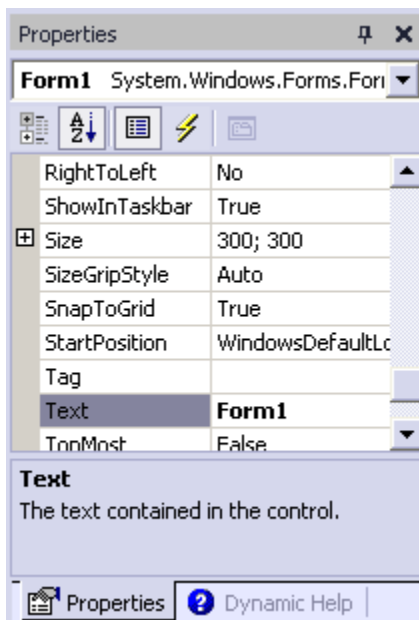 Properties
Form1 System.Windows.Forms.For
RightToLeft No
ShowInTaskbar True
Size 300; 300
SizeGripStyle Auto
SnapToGrid True
StartPosition WindowsDefaultLo
Tag
Text Form1
TopMost False
Text
The text contained in the control.
Properties Dynamic Help